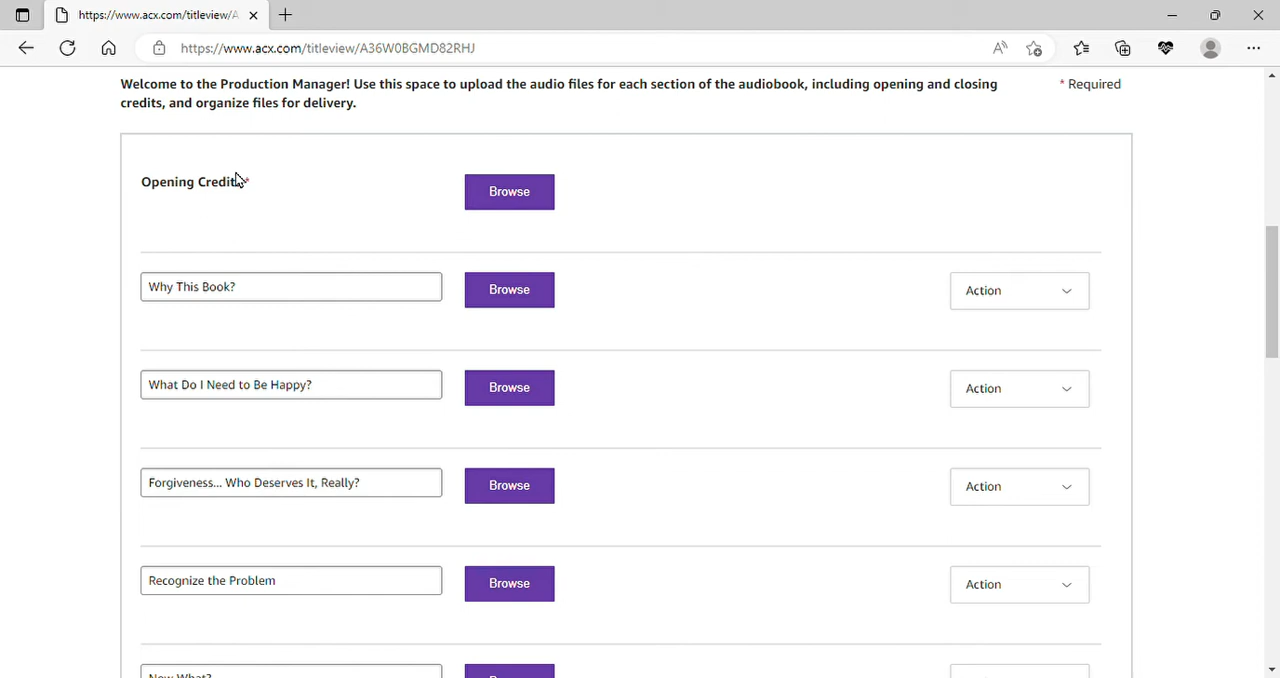 https://www.acx.com/titleview/A
https://www.acx.com/titleview/A36W0BGMD82RHJ
Welcome to the Production Manager! Use this space to upload the audio files for each section of the audiobook, including opening and closing
credits, and organize files for delivery.
* Required
Opening Credits*
Browse
Why This Book?
Browse
Action
What Do I Need to Be Happy?
Browse
Action
Forgiveness... Who Deserves It, Really?
Browse
Action
Recognize the Problem
Browse
Action
Now What?